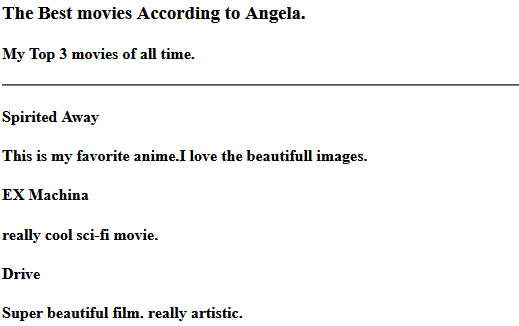 The Best movies According to Angela.
My Top 3 movies of all time.
Spirited Away
This is my favorite anime.I love the beautifull images.
EX Machina
really cool sci-fi movie.
Drive
Super beautiful film. really artistic.